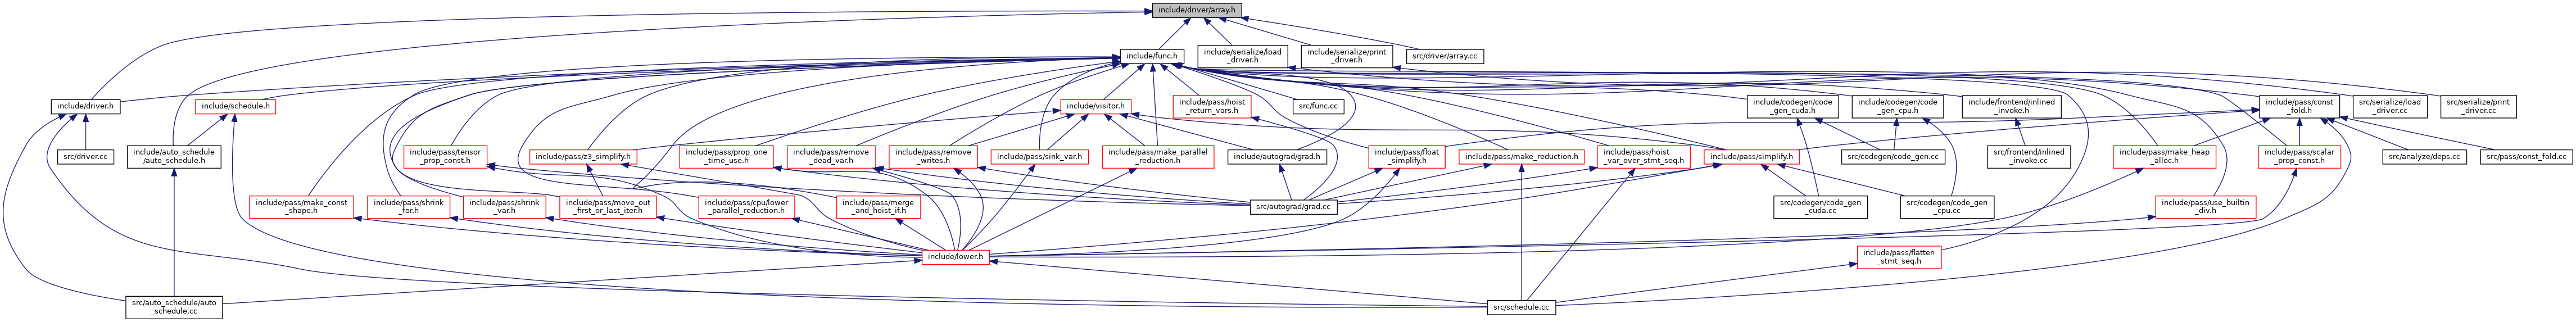 include/driver/array.h
include/func.h
include/serialize/load
_driver.h
include/serialize/print
_driver.h
src/driver/array.cc
include/driver.h
include/schedule.h
include/visitor.h
include/pass/hoist
_return_vars.h
src/func.cc
include/codegen/code
_gen_cuda.h
include/codegen/code
_gen_cpu.h
include/frontend/inlined
_invoke.h
include/pass/const
_fold.h
src/serialize/load
_driver.cc
src/serialize/print
_driver.cc
src/driver.cc
include/auto_schedule
/auto_schedule.h
include/pass/tensor
_prop_const.h
include/pass/z3_simplify.h
include/pass/prop_one
_time_use.h
include/pass/remove
_dead_var.h
include/pass/remove
_writes.h
include/pass/sink_var.h
include/pass/make_parallel
_reduction.h
include/autograd/grad.h
include/pass/float
_simplify.h
include/pass/make_reduction.h
include/pass/hoist
_var_over_stmt_seq.h
include/pass/simplify.h
src/codegen/code_gen.cc
src/frontend/inlined
_invoke.cc
include/pass/make_heap
_alloc.h
include/pass/scalar
_prop_const.h
src/analyze/deps.cc
src/pass/const_fold.cc
include/pass/make_const
_shape.h
include/pass/shrink
_for.h
include/pass/shrink
_var.h
include/pass/move_out
_first_or_last_iter.h
include/pass/cpu/lower
_parallel_reduction.h
include/pass/merge
_and_hoist_if.h
src/autograd/grad.cc
src/codegen/code_gen
_cuda.cc
src/codegen/code_gen
_cpu.cc
include/pass/use_builtin
_div.h
include/lower.h
include/pass/flatten
_stmt_seq.h
src/auto_schedule/auto
_schedule.cc
src/schedule.cc